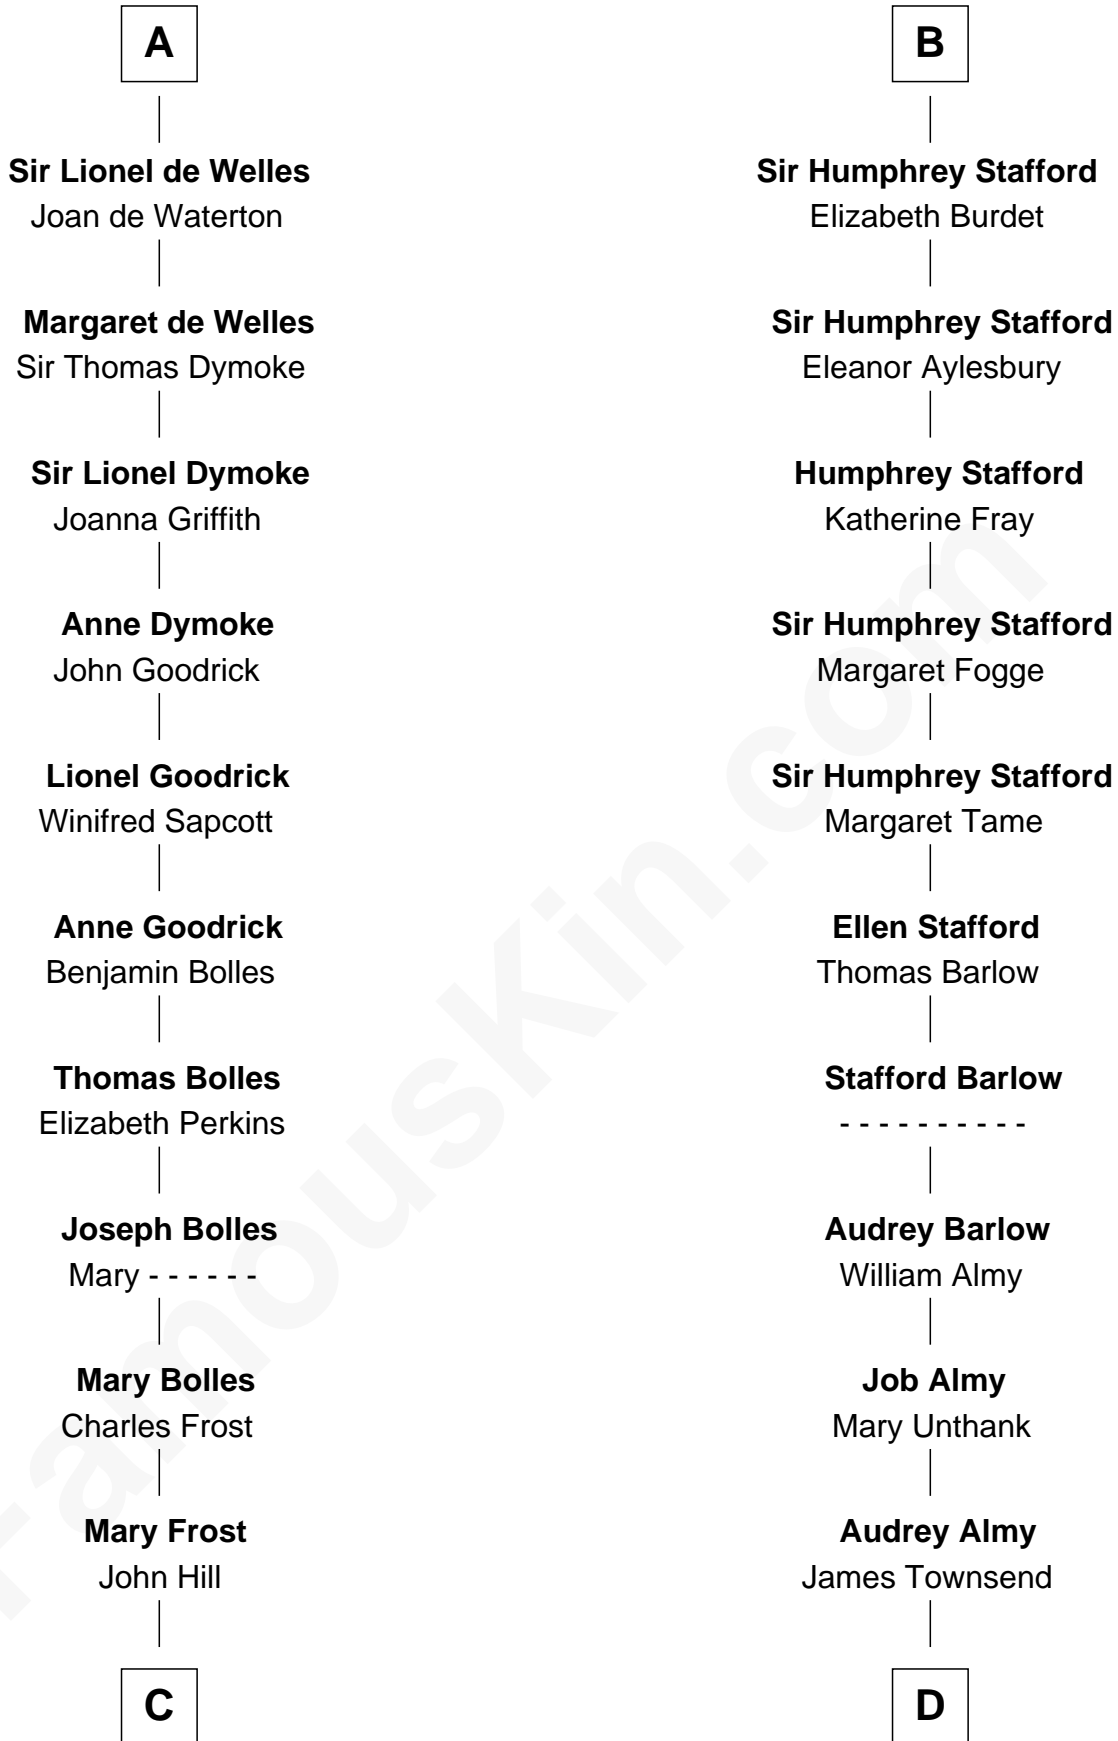 A
Sir Lionel de Welles
Joan de Waterton
Margaret de Welles
Sir Thomas Dymoke
Sir Lionel Dymoke
Joanna Griffith
Anne Dymoke
John Goodrick
Lionel Goodrick
Winifred Sapcott
Anne Goodrick
Benjamin Bolles
Thomas Bolles
Elizabeth Perkins
Joseph Bolles
Mary - - - - - -
Mary Bolles
Charles Frost
Mary Frost
John Hill
C
B
Sir Humphrey Stafford
Elizabeth Burdet
Sir Humphrey Stafford
Eleanor Aylesbury
Humphrey Stafford
Katherine Fray
Sir Humphrey Stafford
Margaret Fogge
Sir Humphrey Stafford
Margaret Tame
Ellen Stafford
Thomas Barlow
Stafford Barlow
- - - - - - - - - -
Audrey Barlow
William Almy
Job Almy
Mary Unthank
Audrey Almy
James Townsend
D
FamousKin.com